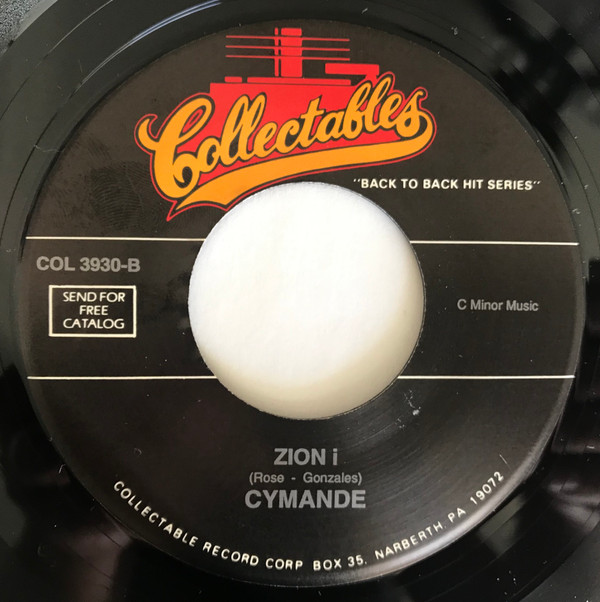 Collectables
"BACK TO BACK HIT SERIES"
COL 3930-B
SEND FOR
FREE
CATALOG
C Minor Music
ZION i
(Rose - Gonzales)
CYMANDE
COLLECTABLE RECORD CORP BOX 35. NARBERTH. PA 19072